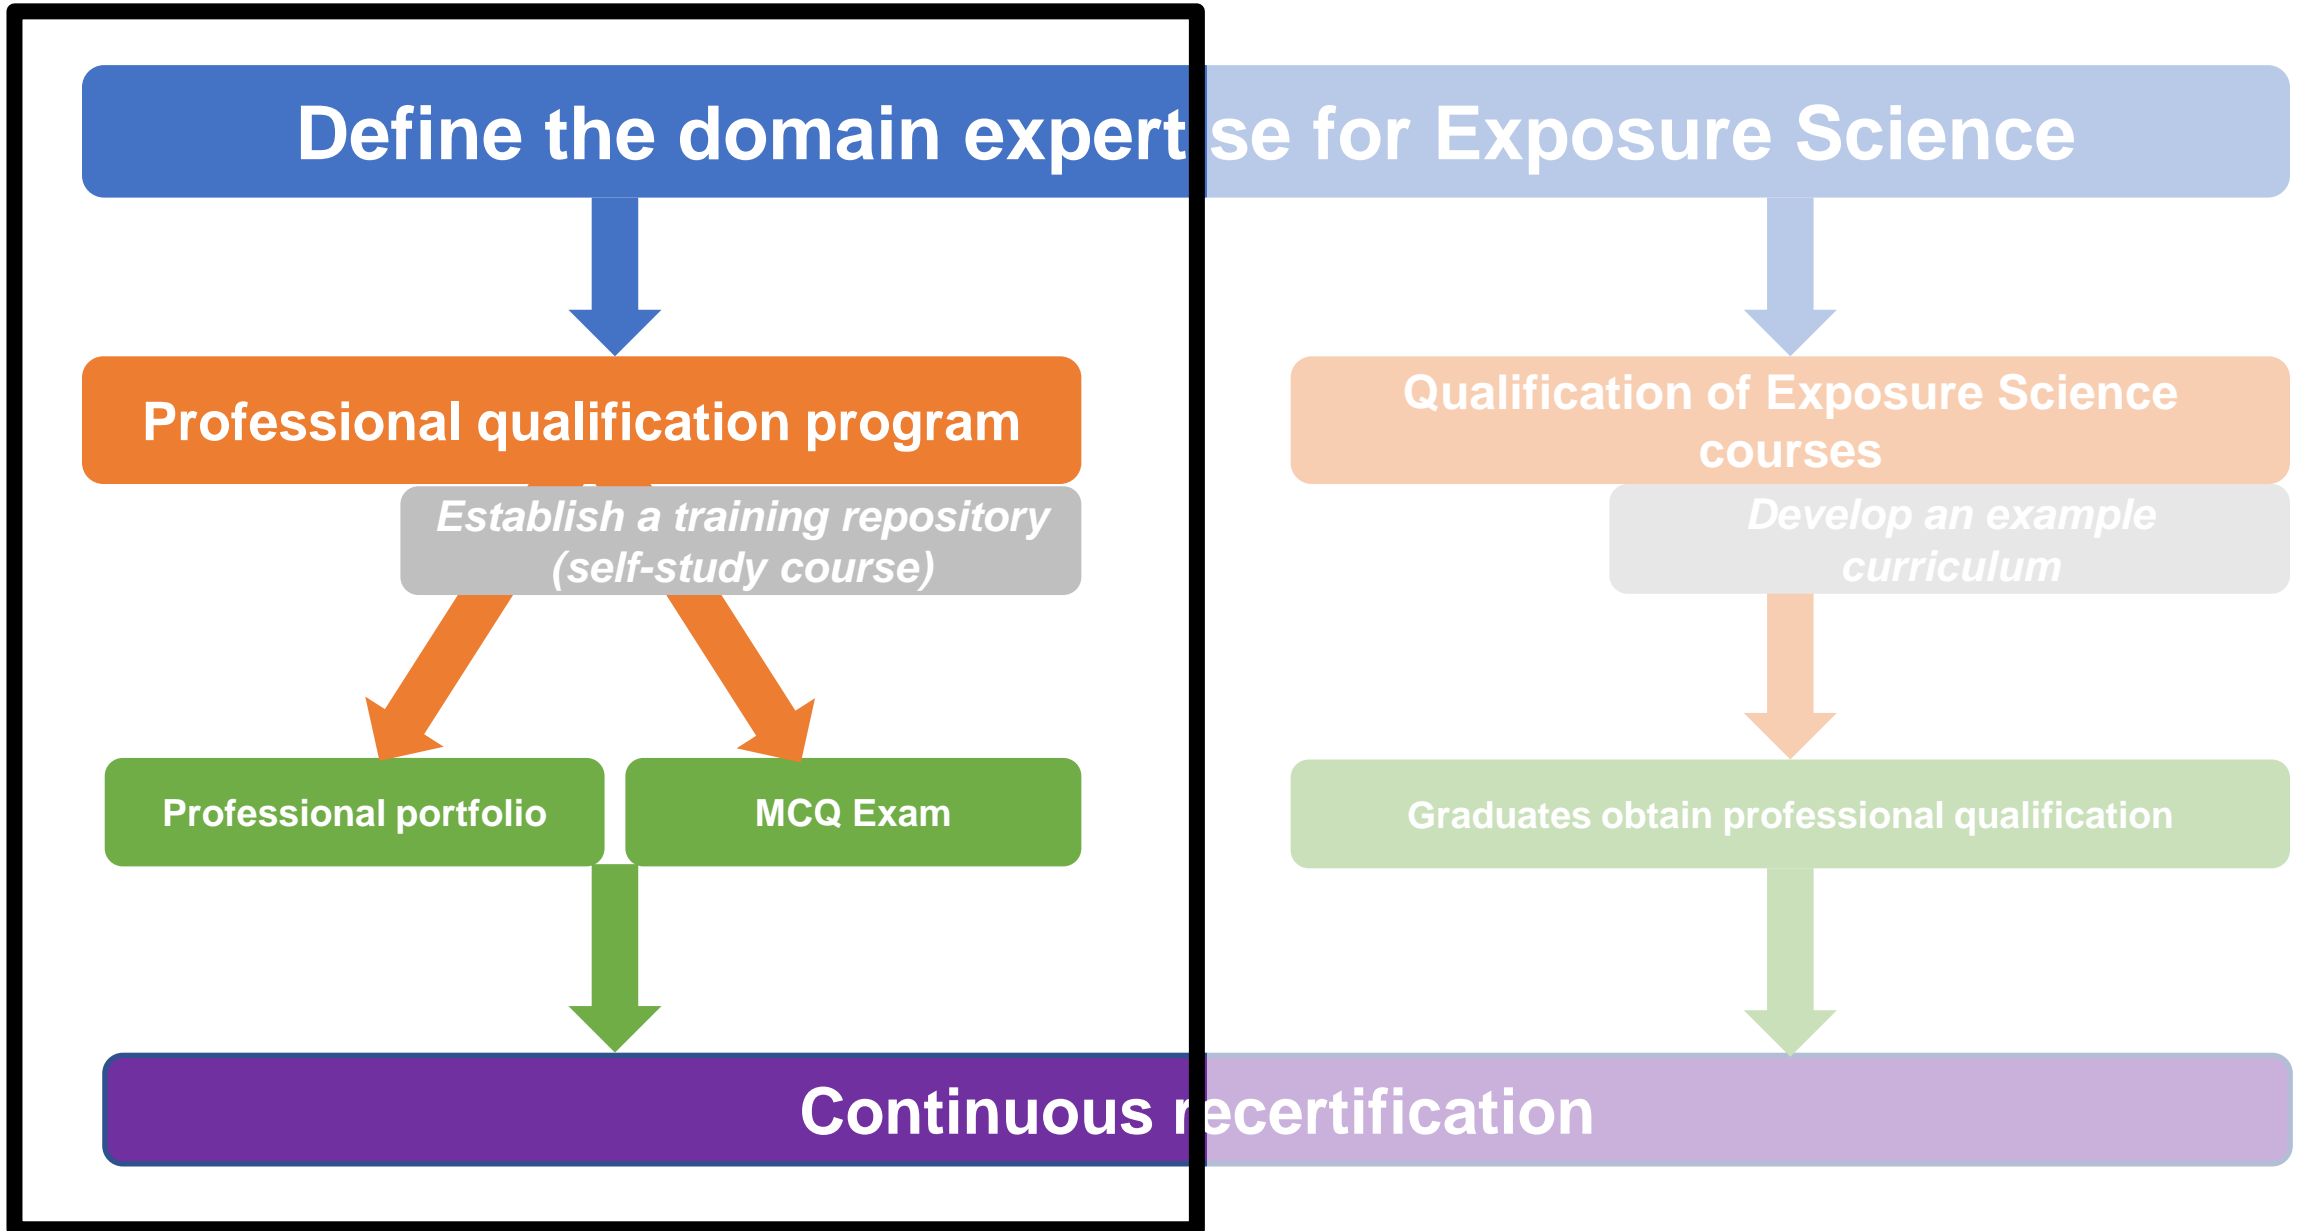 Define the domain expertise for Exposure Science
Professional qualification program
Establish a training repository
(self-study course)
Professional portfolio
MCQ Exam
Qualification of Exposure Science
courses
Develop an example
curriculum
Graduates obtain professional qualification
Continuous recertification